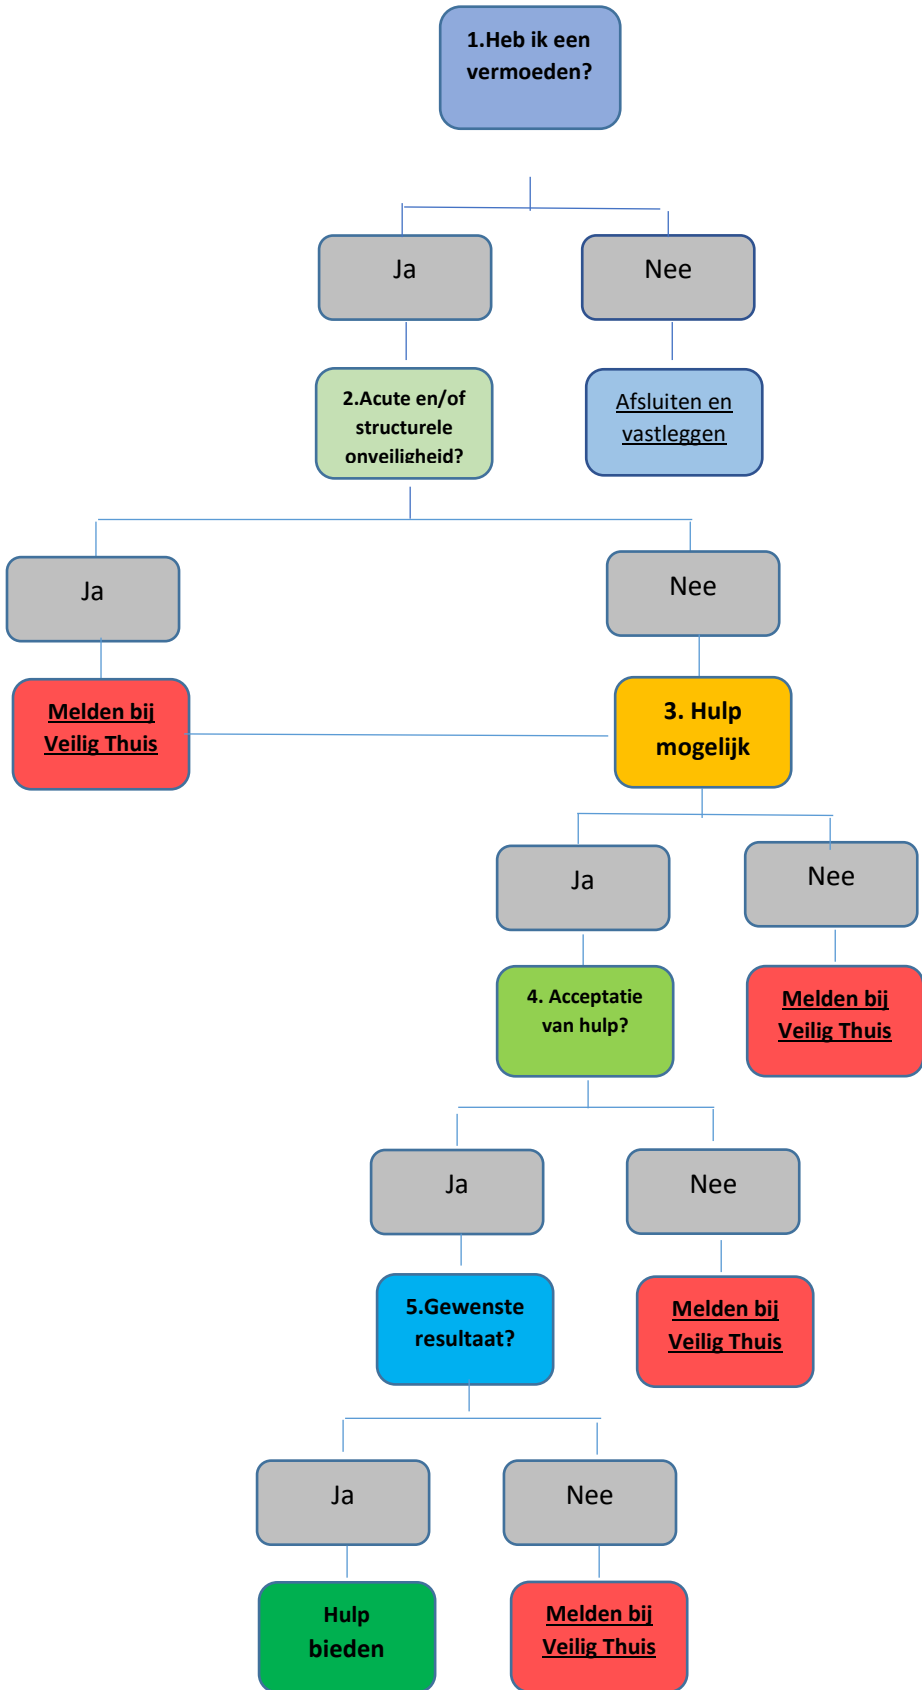 1.Heb ik een
vermoeden?
Ja
Nee
2.Acute en/of
structurele
onveiligheid?
Afsluiten en
vastleggen
Ja
Nee
Melden bij
Veilig Thuis
3. Hulp
mogelijk
Ja
Nee
4. Acceptatie
van hulp?
Melden bij
Veilig Thuis
Ja
Nee
5.Gewenste
resultaat?
Melden bij
Veilig Thuis
Ja
Nee
Hulp
bieden
Melden bij
Veilig Thuis